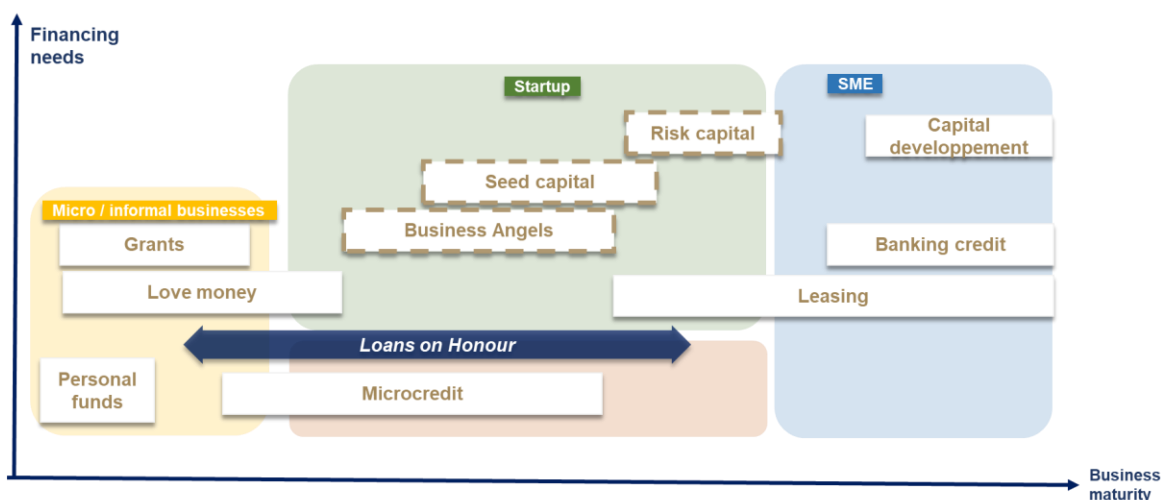 Financing
needs
Startup
SME
Risk capital
Capital
developpement
Seed capital
Micro / informal businesses
Business Angels
Grants
Banking credit
Love money
Leasing
Loans on Honour
Personal
funds
Microcredit
Business
maturity